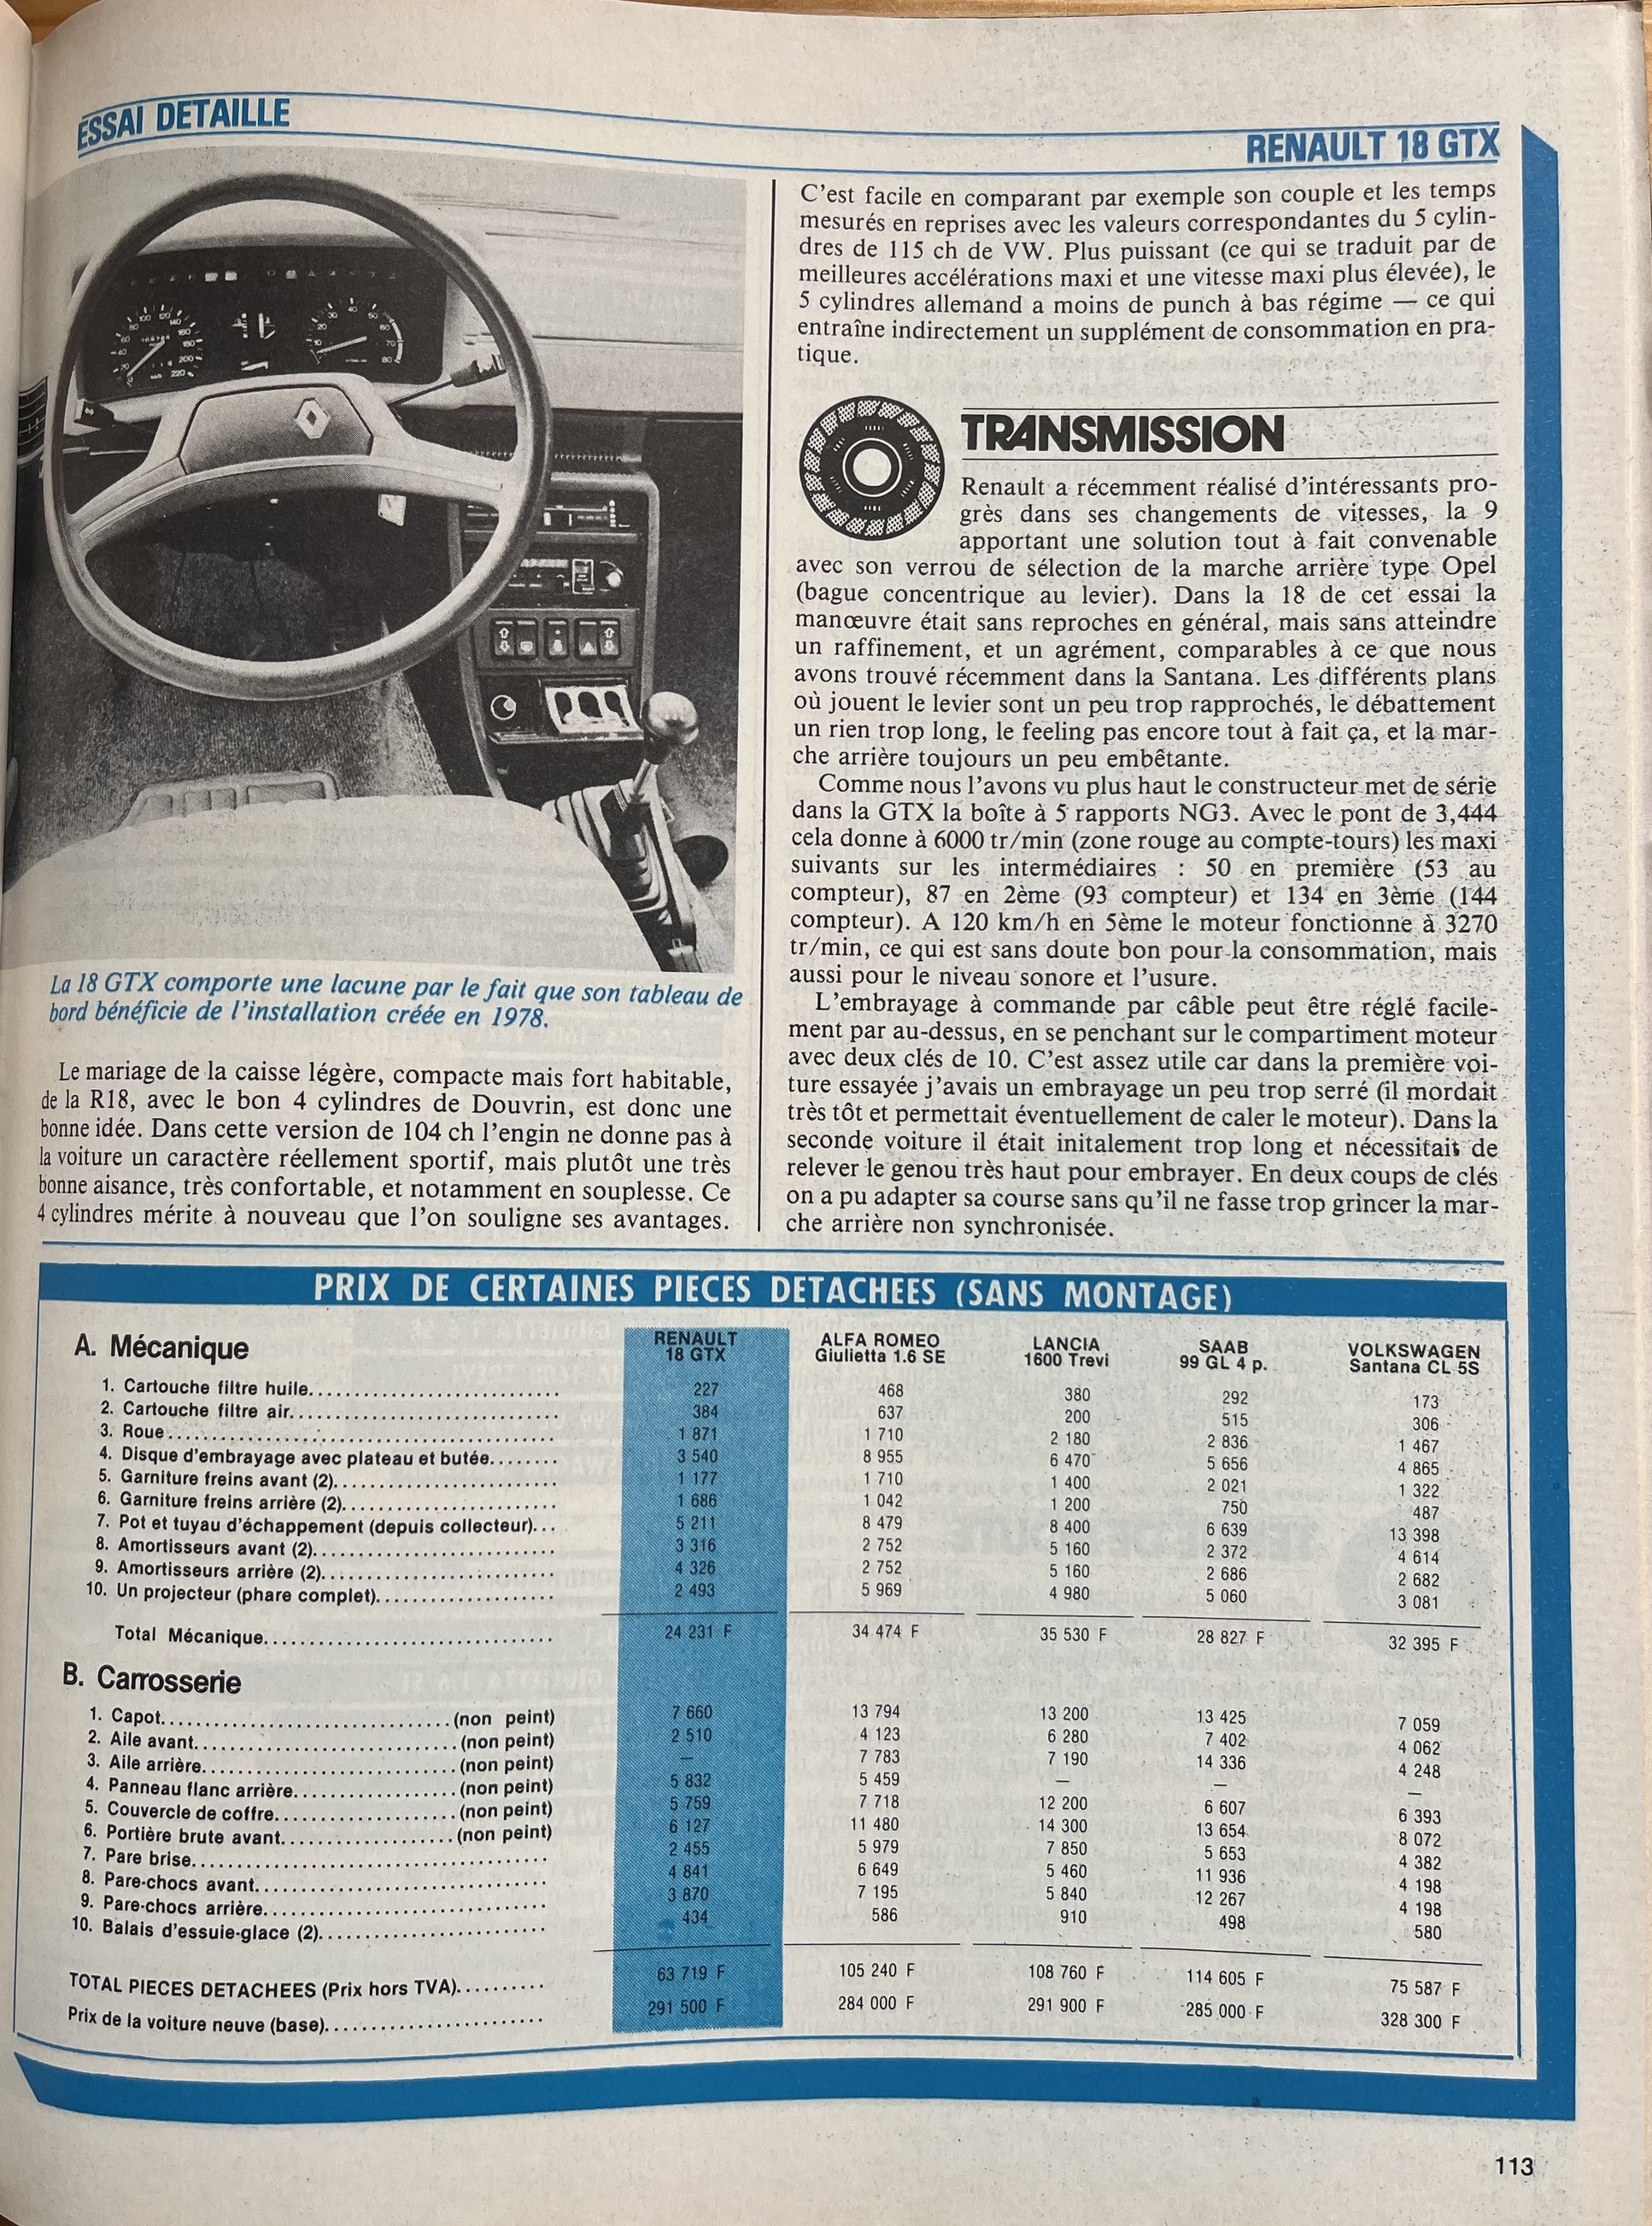 ESSAI DETAILLE
RENAULT 18 GTX
La 18 GTX comporte une lacune par le fait que son tableau de
bord bénéficie de l'installation créée en 1978.
Le mariage de la caisse légère, compacte mais fort habitable,
de la R18, avec le bon 4 cylindres de Douvrin, est donc une
bonne idée. Dans cette version de 104 ch l'engin ne donne pas à
la voiture un caractère réellement sportif, mais plutôt une très
bonne aisance, très confortable, et notamment en souplesse. Ce
4 cylindres mérite à nouveau que l'on souligne ses avantages.
C'est facile en comparant par exemple son couple et les temps
mesurés en reprises avec les valeurs correspondantes du 5 cylin-
dres de 115 ch de VW. Plus puissant (ce qui se traduit par de
meilleures accélérations maxi et une vitesse maxi plus élevée), le
5 cylindres allemand a moins de punch à bas régime — ce qui
entraîne indirectement un supplément de consommation en pra-
tique.
TRANSMISSION
Renault a récemment réalisé d'intéressants pro-
grès dans ses changements de vitesses, la 9
apportant une solution tout à fait convenable
avec son verrou de sélection de la marche arrière type Opel
(bague concentrique au levier). Dans la 18 de cet essai la
manœuvre était sans reproches en général, mais sans atteindre
un raffinement, et un agrément, comparables à ce que nous
avons trouvé récemment dans la Santana. Les différents plans
où jouent le levier sont un peu trop rapprochés, le débattement
un rien trop long, le feeling pas encore tout à fait ça, et la mar-
che arrière toujours un peu embêtante.
Comme nous l'avons vu plus haut le constructeur met de série
dans la GTX la boîte à 5 rapports NG3. Avec le pont de 3,444
cela donne à 6000 tr/min (zone rouge au compte-tours) les maxi
suivants sur les intermédiaires : 50 en première (53 au
compteur), 87 en 2ème (93 compteur) et 134 en 3ème (144
compteur). A 120 km/h en 5ème le moteur fonctionne à 3270
tr/min, ce qui est sans doute bon pour la consommation, mais
aussi pour le niveau sonore et l'usure.
L'embrayage à commande par câble peut être réglé facile-
ment par au-dessus, en se penchant sur le compartiment moteur
avec deux clés de 10. C'est assez utile car dans la première voi-
ture essayée j'avais un embrayage un peu trop serré (il mordait
très tôt et permettait éventuellement de caler le moteur). Dans la
seconde voiture il était initalement trop long et nécessitait de
relever le genou très haut pour embrayer. En deux coups de clés
on a pu adapter sa course sans qu'il ne fasse trop grincer la mar-
che arrière non synchronisée.
PRIX DE CERTAINES PIECES DETACHEES (SANS MONTAGE)
A. Mécanique RENAULT 18 GTX ALFA ROMEO Giulietta 1.6 SE LANCIA 1600 Trevi SAAB 99 GL 4 p. VOLKSWAGEN Santana CL 5S
1. Cartouche filtre huile 227 468 380 292 173
2. Cartouche filtre air 384 637 200 515 306
3. Roue 1 871 1 710 2 180 2 836 1 467
4. Disque d'embrayage avec plateau et butée 3 540 8 955 6 470 5 656 4 865
5. Garniture freins avant (2) 1 177 1 710 1 400 2 021 1 322
6. Garniture freins arrière (2) 1 686 1 042 1 200 750 487
7. Pot et tuyau d'échappement (depuis collecteur) 5 211 8 479 8 400 6 639 13 398
8. Amortisseurs avant (2) 3 316 2 752 5 160 2 372 4 614
9. Amortisseurs arrière (2) 4 326 2 752 5 160 2 686 2 682
10. Un projecteur (phare complet) 2 493 5 969 4 980 5 060 3 081
Total Mécanique 24 231 F 34 474 F 35 530 F 28 827 F 32 395 F
B. Carrosserie
1. Capot (non peint) 7 660 13 794 13 200 13 425 7 059
2. Aile avant (non peint) 2 510 4 123 6 280 7 402 4 062
3. Aile arrière (non peint) — 7 783 7 190 14 336 4 248
4. Panneau flanc arrière (non peint) 5 832 5 459 — — —
5. Couvercle de coffre (non peint) 5 759 7 718 12 200 6 607 6 393
6. Portière brute avant (non peint) 6 127 11 480 14 300 13 654 8 072
7. Pare brise 2 455 5 979 7 850 5 653 4 382
8. Pare-chocs avant 4 841 6 649 5 460 11 936 4 198
9. Pare-chocs arrière 3 870 7 195 5 840 12 267 4 198
10. Balais d'essuie-glace (2) 434 586 910 498 580
TOTAL PIECES DETACHEES (Prix hors TVA) 63 719 F 105 240 F 108 760 F 114 605 F 75 587 F
Prix de la voiture neuve (base) 291 500 F 284 000 F 291 900 F 285 000 F 328 300 F
113